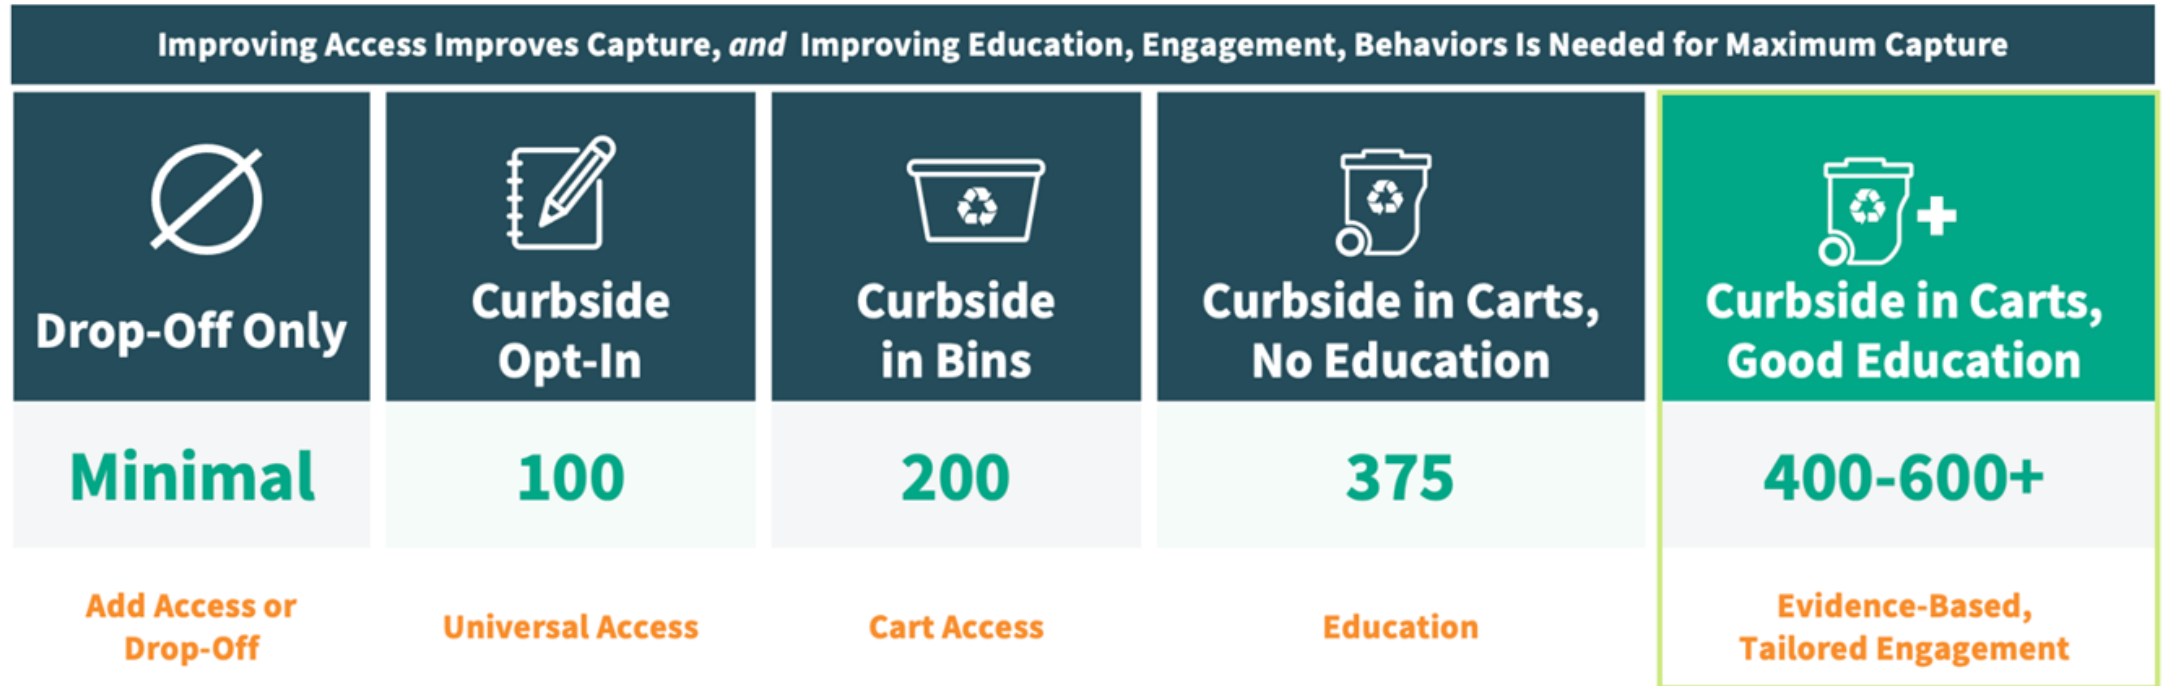 Improving Access Improves Capture, and Improving Education, Engagement, Behaviors Is Needed for Maximum Capture
Drop-Off Only
Curbside
Opt-In
Curbside
in Bins
Curbside in Carts,
No Education
Curbside in Carts,
Good Education
Minimal
100
200
375
400-600+
Add Access or
Drop-Off
Universal Access
Cart Access
Education
Evidence-Based,
Tailored Engagement